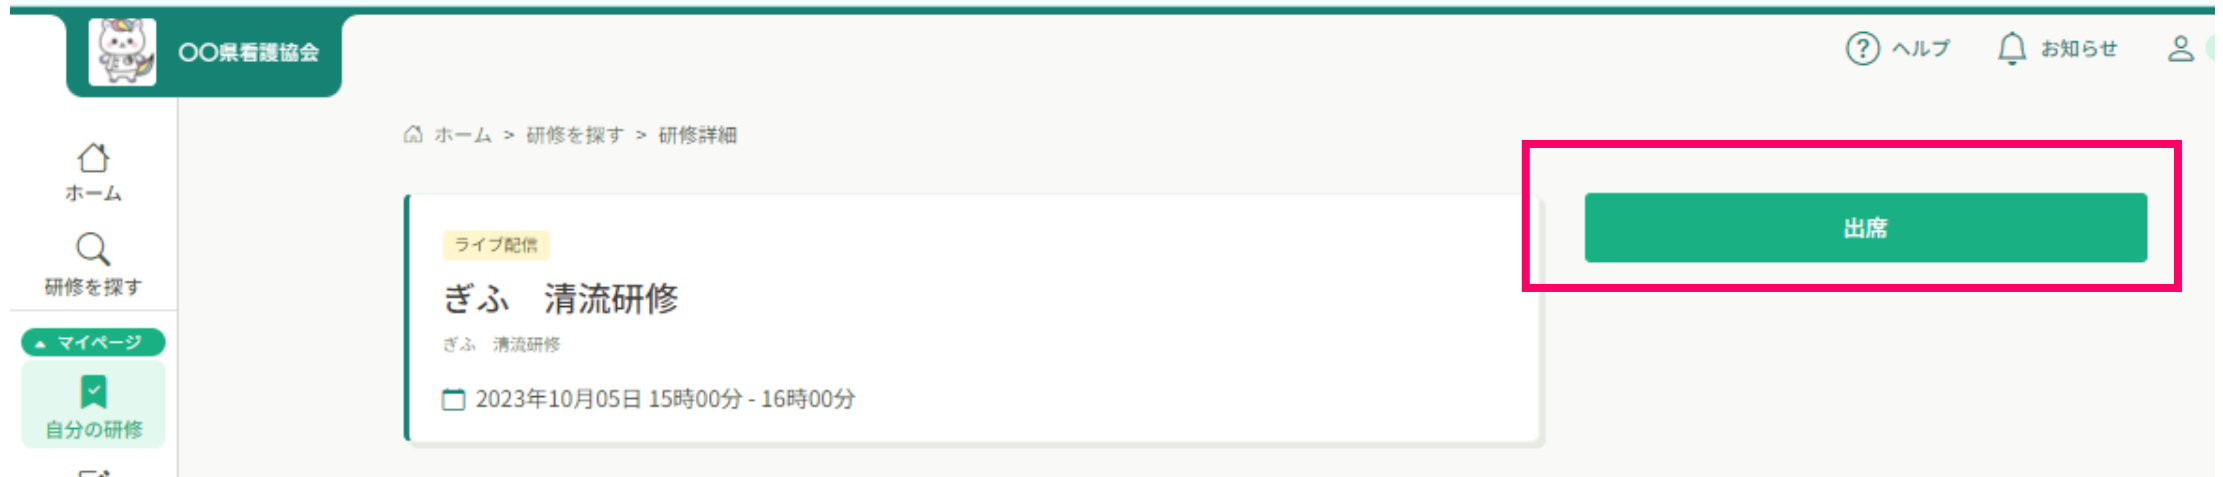 〇〇県看護協会
ヘルプ
お知らせ
ホーム > 研修を探す > 研修詳細
ホーム
研修を探す
マイページ
自分の研修
ライブ配信
ぎふ　清流研修
ぎふ　清流研修
2023年10月05日 15時00分 - 16時00分
出席